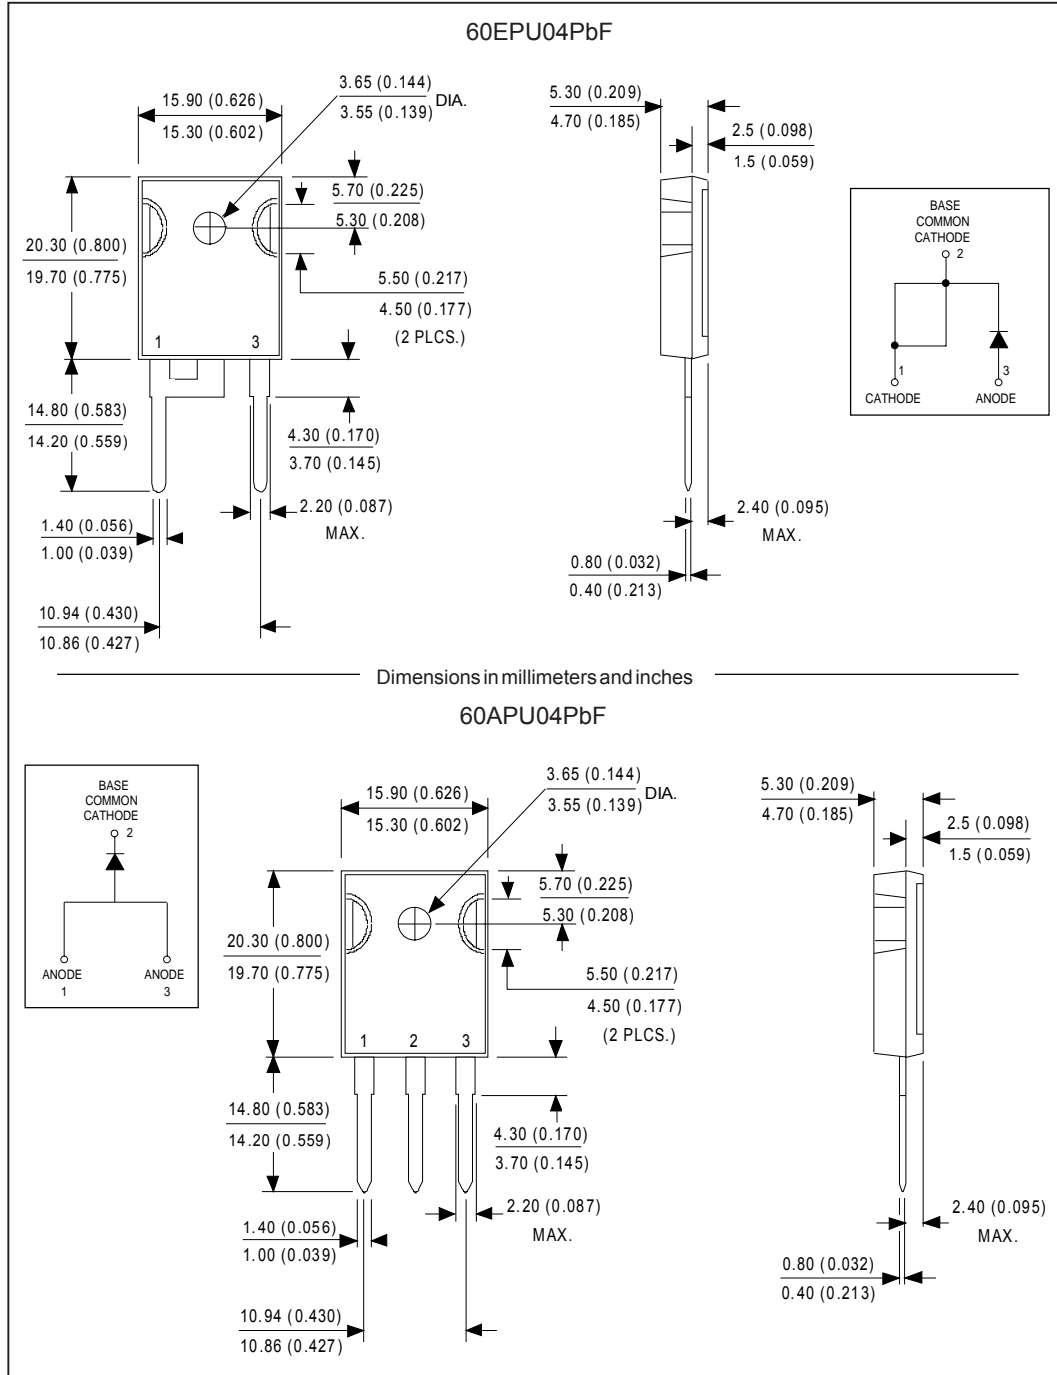 60EPU04PbF
3.65 (0.144)
3.55 (0.139)
DIA.
15.90 (0.626)
15.30 (0.602)
5.70 (0.225)
5.30 (0.208)
20.30 (0.800)
19.70 (0.775)
5.50 (0.217)
4.50 (0.177)
(2 PLCS.)
1 3
14.80 (0.583)
14.20 (0.559)
4.30 (0.170)
3.70 (0.145)
2.20 (0.087)
MAX.
1.40 (0.056)
1.00 (0.039)
10.94 (0.430)
10.86 (0.427)
5.30 (0.209)
4.70 (0.185)
2.5 (0.098)
1.5 (0.059)
2.40 (0.095)
MAX.
0.80 (0.032)
0.40 (0.213)
BASE
COMMON
CATHODE
2
1
3
CATHODE
ANODE
Dimensions in millimeters and inches
60APU04PbF
BASE
COMMON
CATHODE
2
ANODE
1
ANODE
3
3.65 (0.144)
3.55 (0.139)
DIA.
15.90 (0.626)
15.30 (0.602)
5.70 (0.225)
5.30 (0.208)
20.30 (0.800)
19.70 (0.775)
5.50 (0.217)
4.50 (0.177)
(2 PLCS.)
1 2 3
14.80 (0.583)
14.20 (0.559)
4.30 (0.170)
3.70 (0.145)
2.20 (0.087)
MAX.
1.40 (0.056)
1.00 (0.039)
10.94 (0.430)
10.86 (0.427)
5.30 (0.209)
4.70 (0.185)
2.5 (0.098)
1.5 (0.059)
2.40 (0.095)
MAX.
0.80 (0.032)
0.40 (0.213)